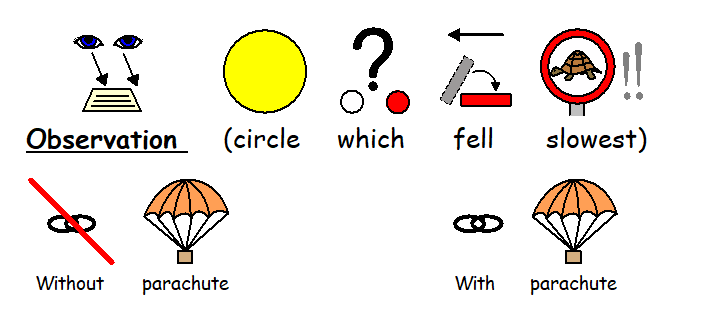 Observation (circle which fell slowest)
Without parachute With parachute